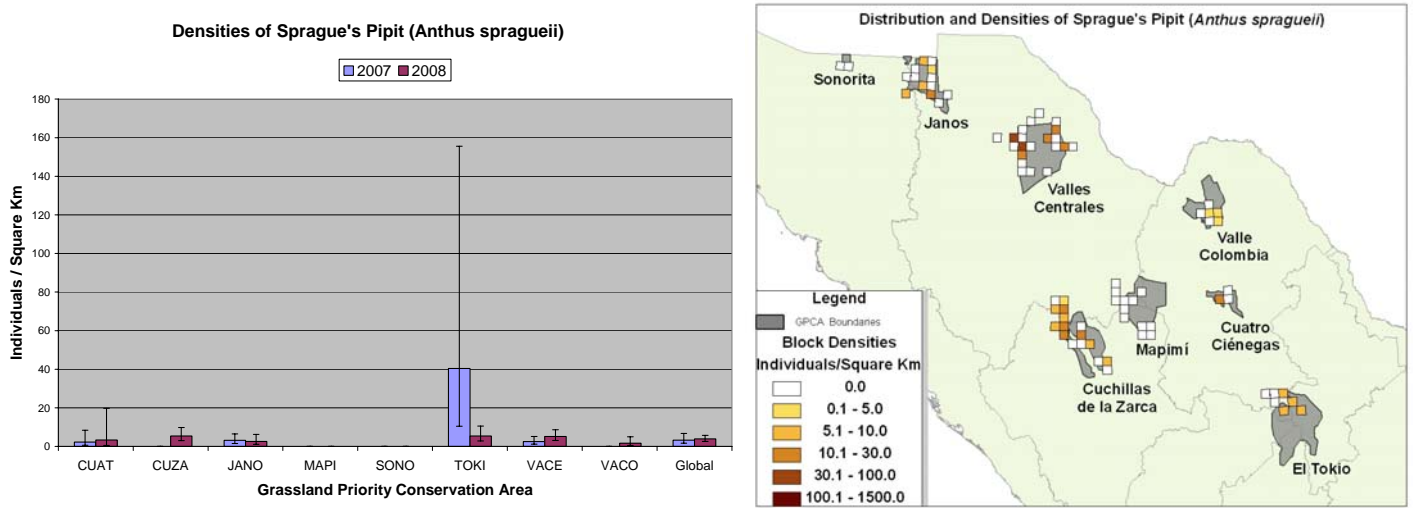 Densities of Sprague's Pipit (Anthus spragueii)
2007 2008
180
160
140
120
100
80
60
40
20
0
Individuals / Square Km
CUAT CUZA JANO MAPI SONO TOKI VACE VACO Global
Grassland Priority Conservation Area
Distribution and Densities of Sprague's Pipit (Anthus spragueii)
Sonorita
Janos
Valles
Centrales
Valle
Colombia
Cuatro
Ciénegas
Mapimí
Cuchillas
de la Zarca
El Tokio
Legend
GPCA Boundaries
Block Densities
Individuals/Square Km
0.0
0.1 - 5.0
5.1 - 10.0
10.1 - 30.0
30.1 - 100.0
100.1 - 1500.0